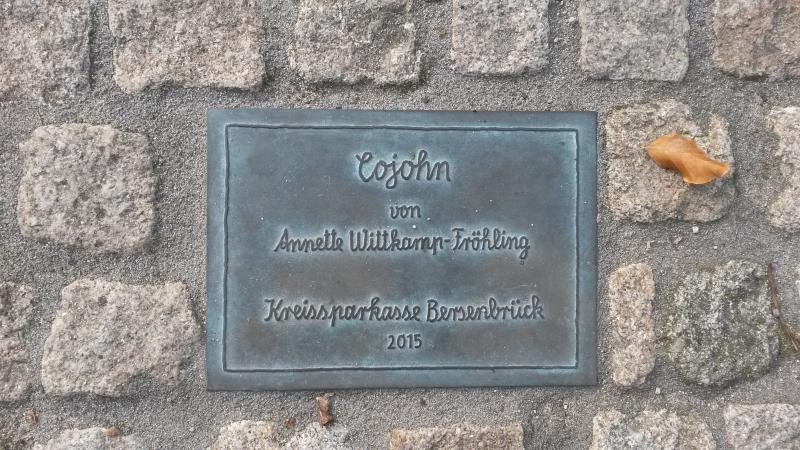 Cojohn
von
Annette Wittkamp-Fröhling
Kreissparkasse Bersenbrück
2015